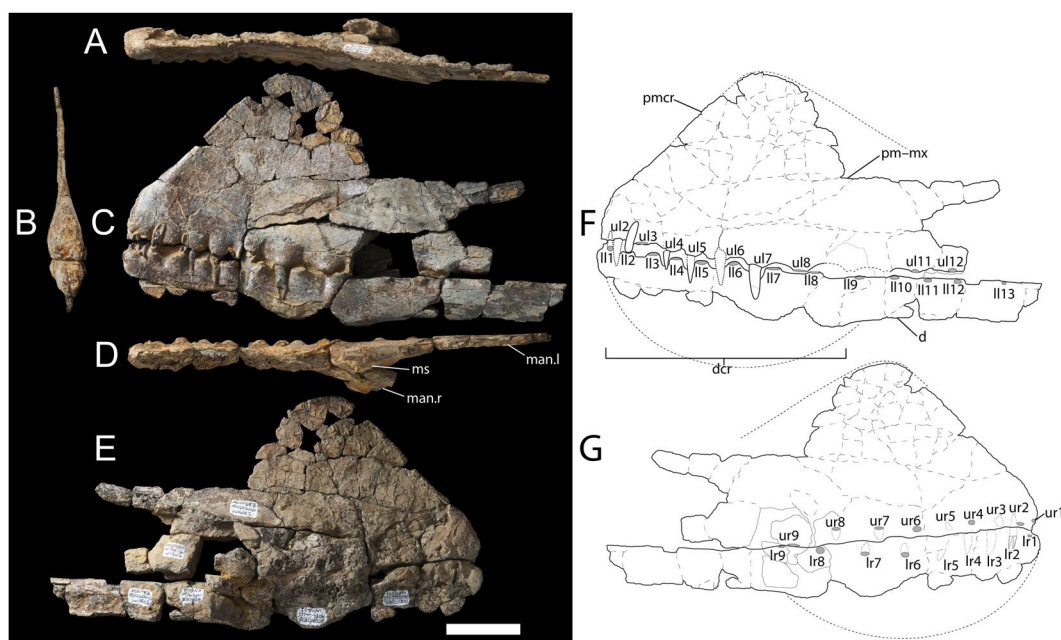 A
B
C
D
E
ms
man.l
man.r
F
pmcr
pm–mx
ul2
ul3
ul4
ul5
ul6
ul7
ul8
ul11
ul12
ll1
ll2
ll3
ll4
ll5
ll6
ll7
ll8
ll9
ll10
ll11
ll12
ll13
d
dcr
G
ur9
ur8
ur7
ur6
ur5
ur4
ur3
ur2
ur1
lr9
lr8
lr7
lr6
lr5
lr4
lr3
lr2
lr1